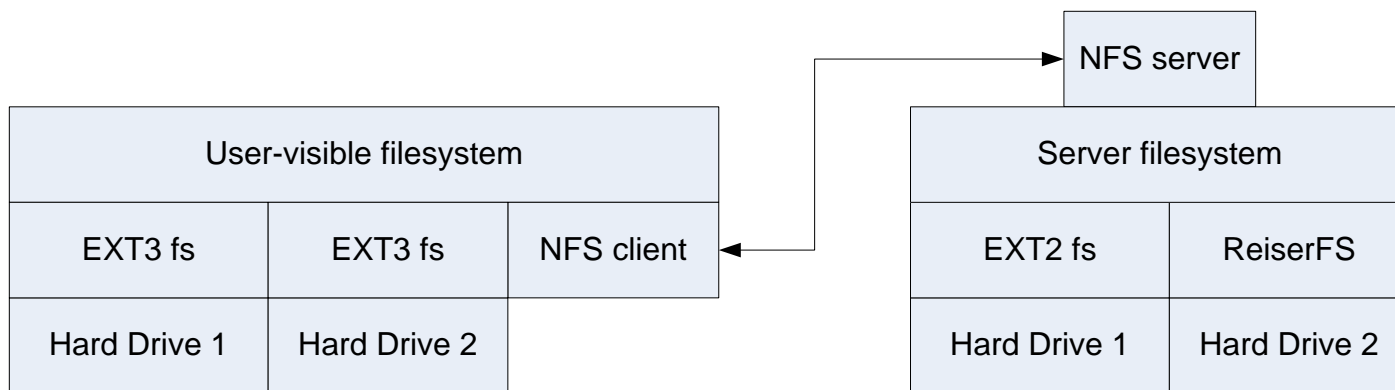 NFS server
User-visible filesystem
Server filesystem
EXT3 fs
EXT3 fs
NFS client
EXT2 fs
ReiserFS
Hard Drive 1
Hard Drive 2
Hard Drive 1
Hard Drive 2